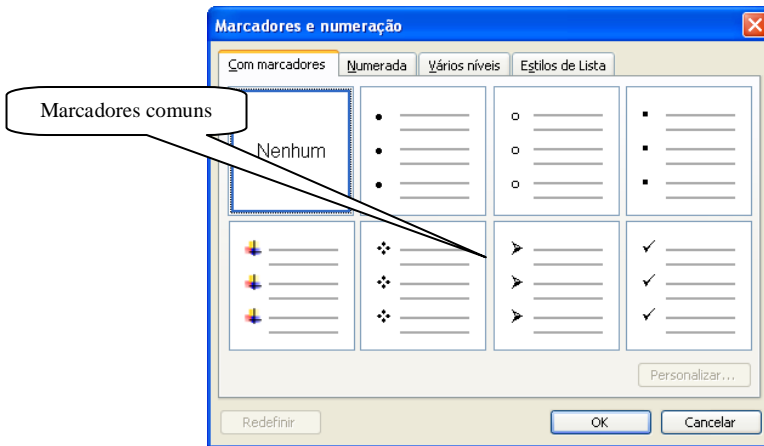 Marcadores e numeração
Com marcadores
Numerada
Vários níveis
Estilos de Lista
Marcadores comuns
Nenhum
Personalizar...
Redefinir
OK
Cancelar